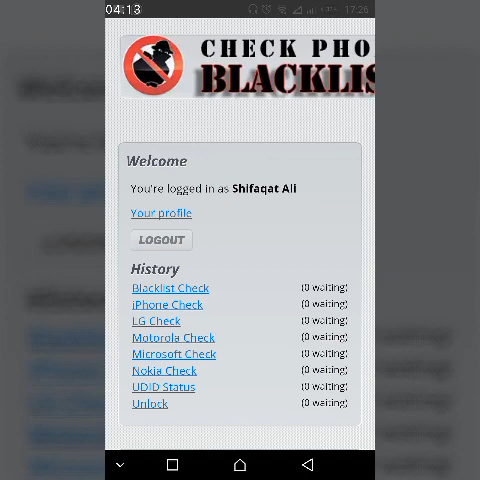 04:13
17:26
CHECK PHO
BLACKLIS
Welcome
You're logged in as Shifaqat Ali
Your profile
LOGOUT
History
Blacklist Check (0 waiting)
iPhone Check (0 waiting)
LG Check (0 waiting)
Motorola Check (0 waiting)
Microsoft Check (0 waiting)
Nokia Check (0 waiting)
UDID Status (0 waiting)
Unlock (0 waiting)